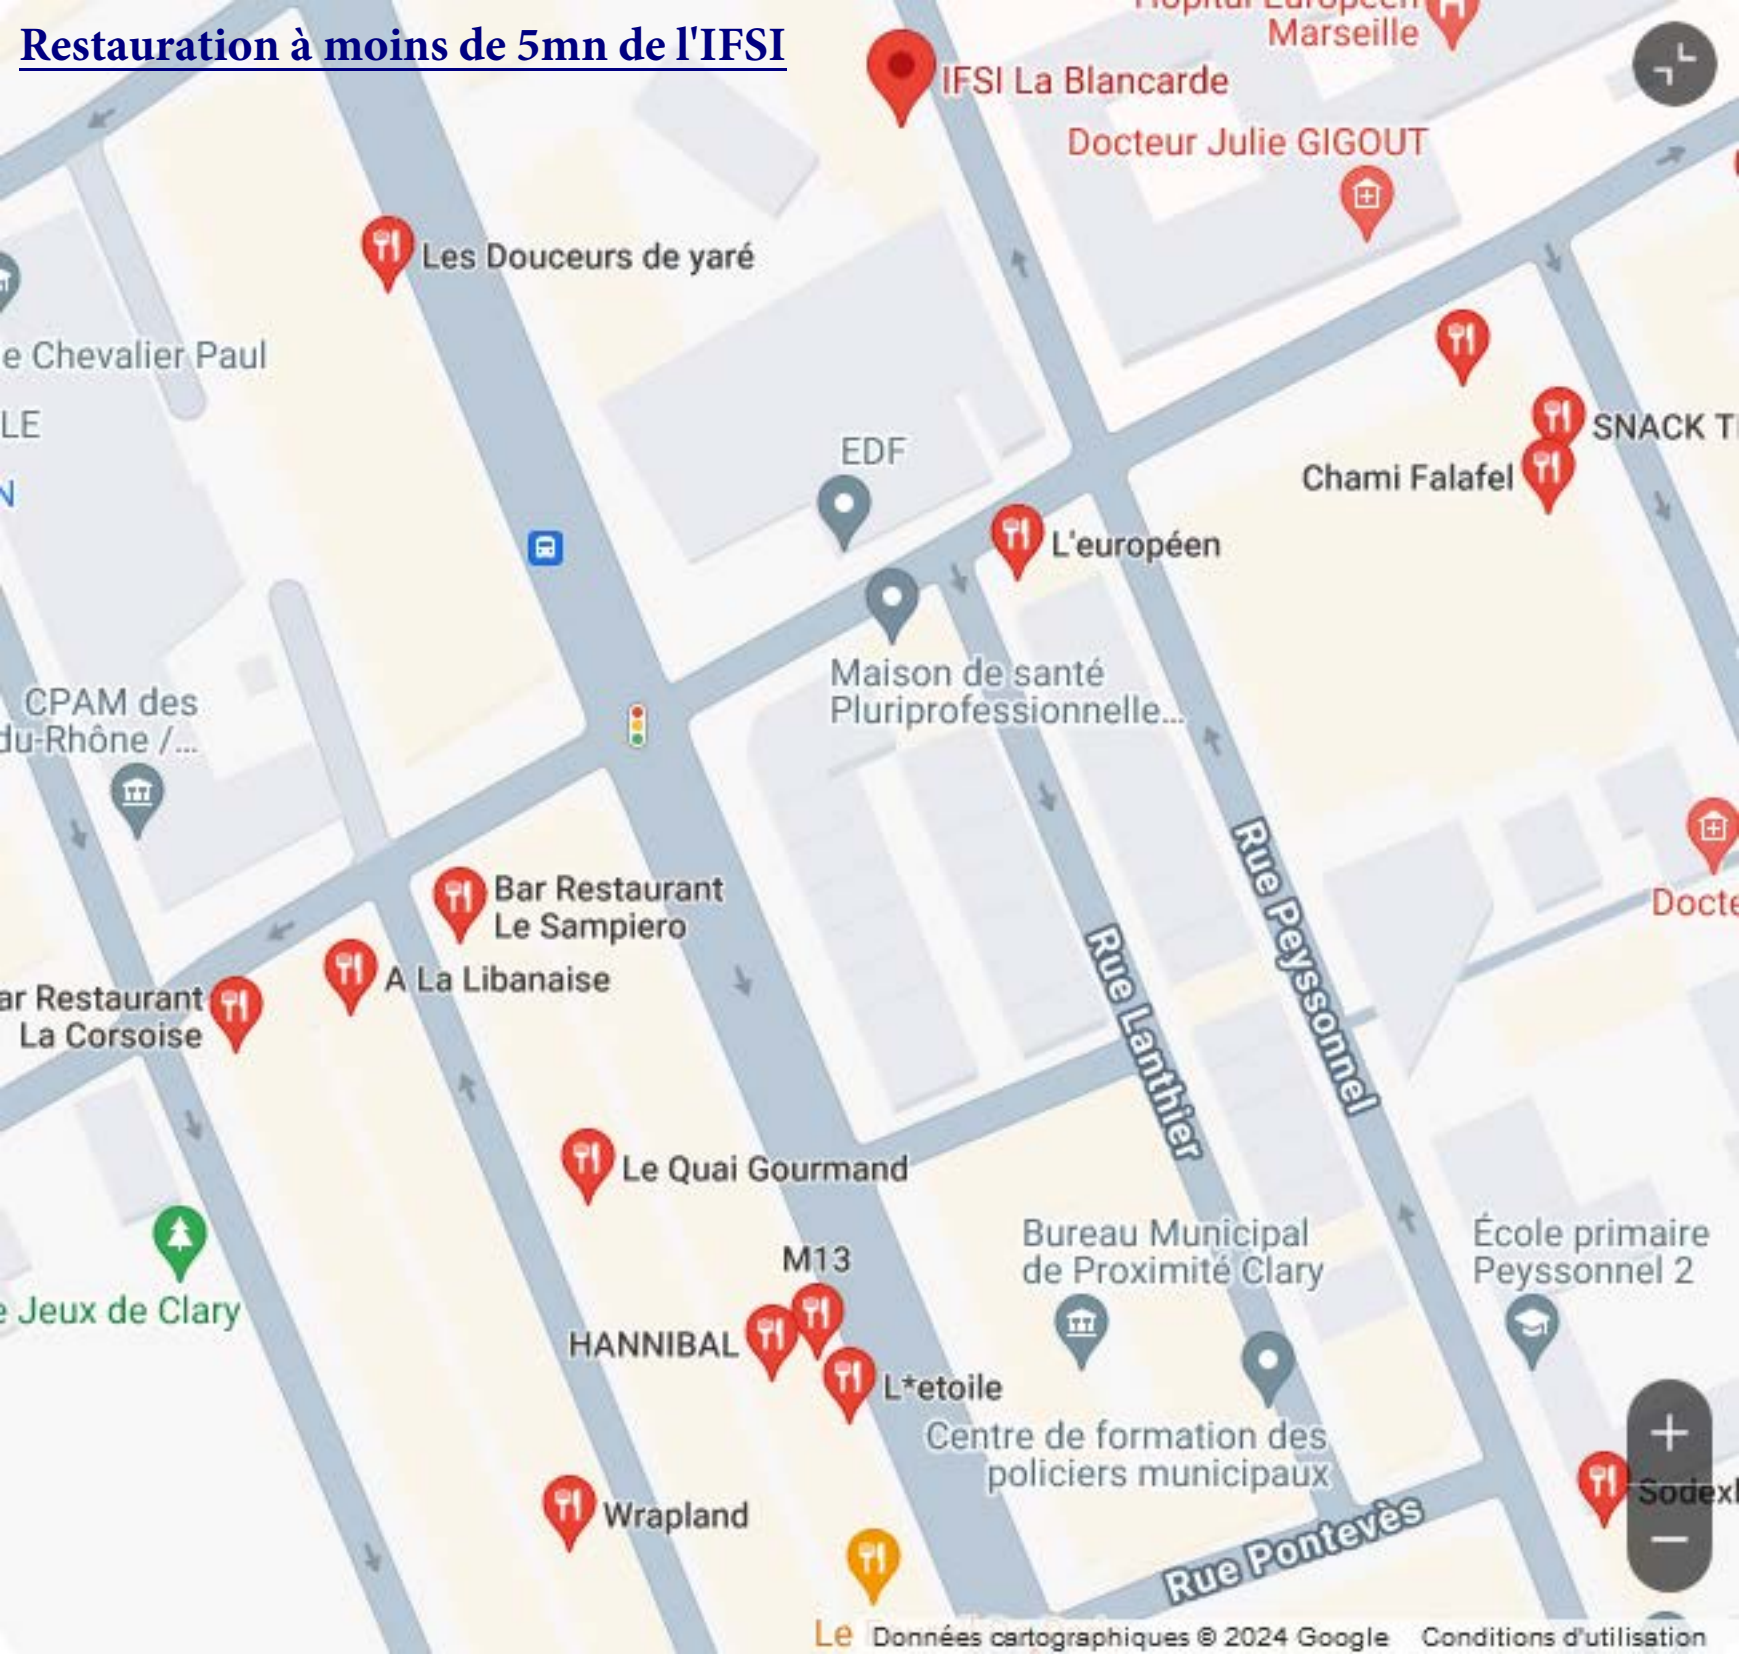 Restauration à moins de 5mn de l'IFSI
Marseille
IFSI La Blancarde
Docteur Julie GIGOUT
Les Douceurs de yaré
e Chevalier Paul
LE
N
EDF
SNACK
Chami Falafel
L'européen
Maison de santé
Pluriprofessionnelle...
CPAM des
du-Rhône /...
Rue Peyssonnel
Docte
Bar Restaurant
Le Sampiero
A La Libanaise
ar Restaurant
La Corsoise
Rue Lanthier
Le Quai Gourmand
Bureau Municipal
de Proximité Clary
École primaire
Peyssonnel 2
M13
e Jeux de Clary
HANNIBAL
L*etoile
Centre de formation des
policiers municipaux
Sodex
Wrapland
Rue Pontevès
Le
Données cartographiques © 2024 Google Conditions d'utilisation